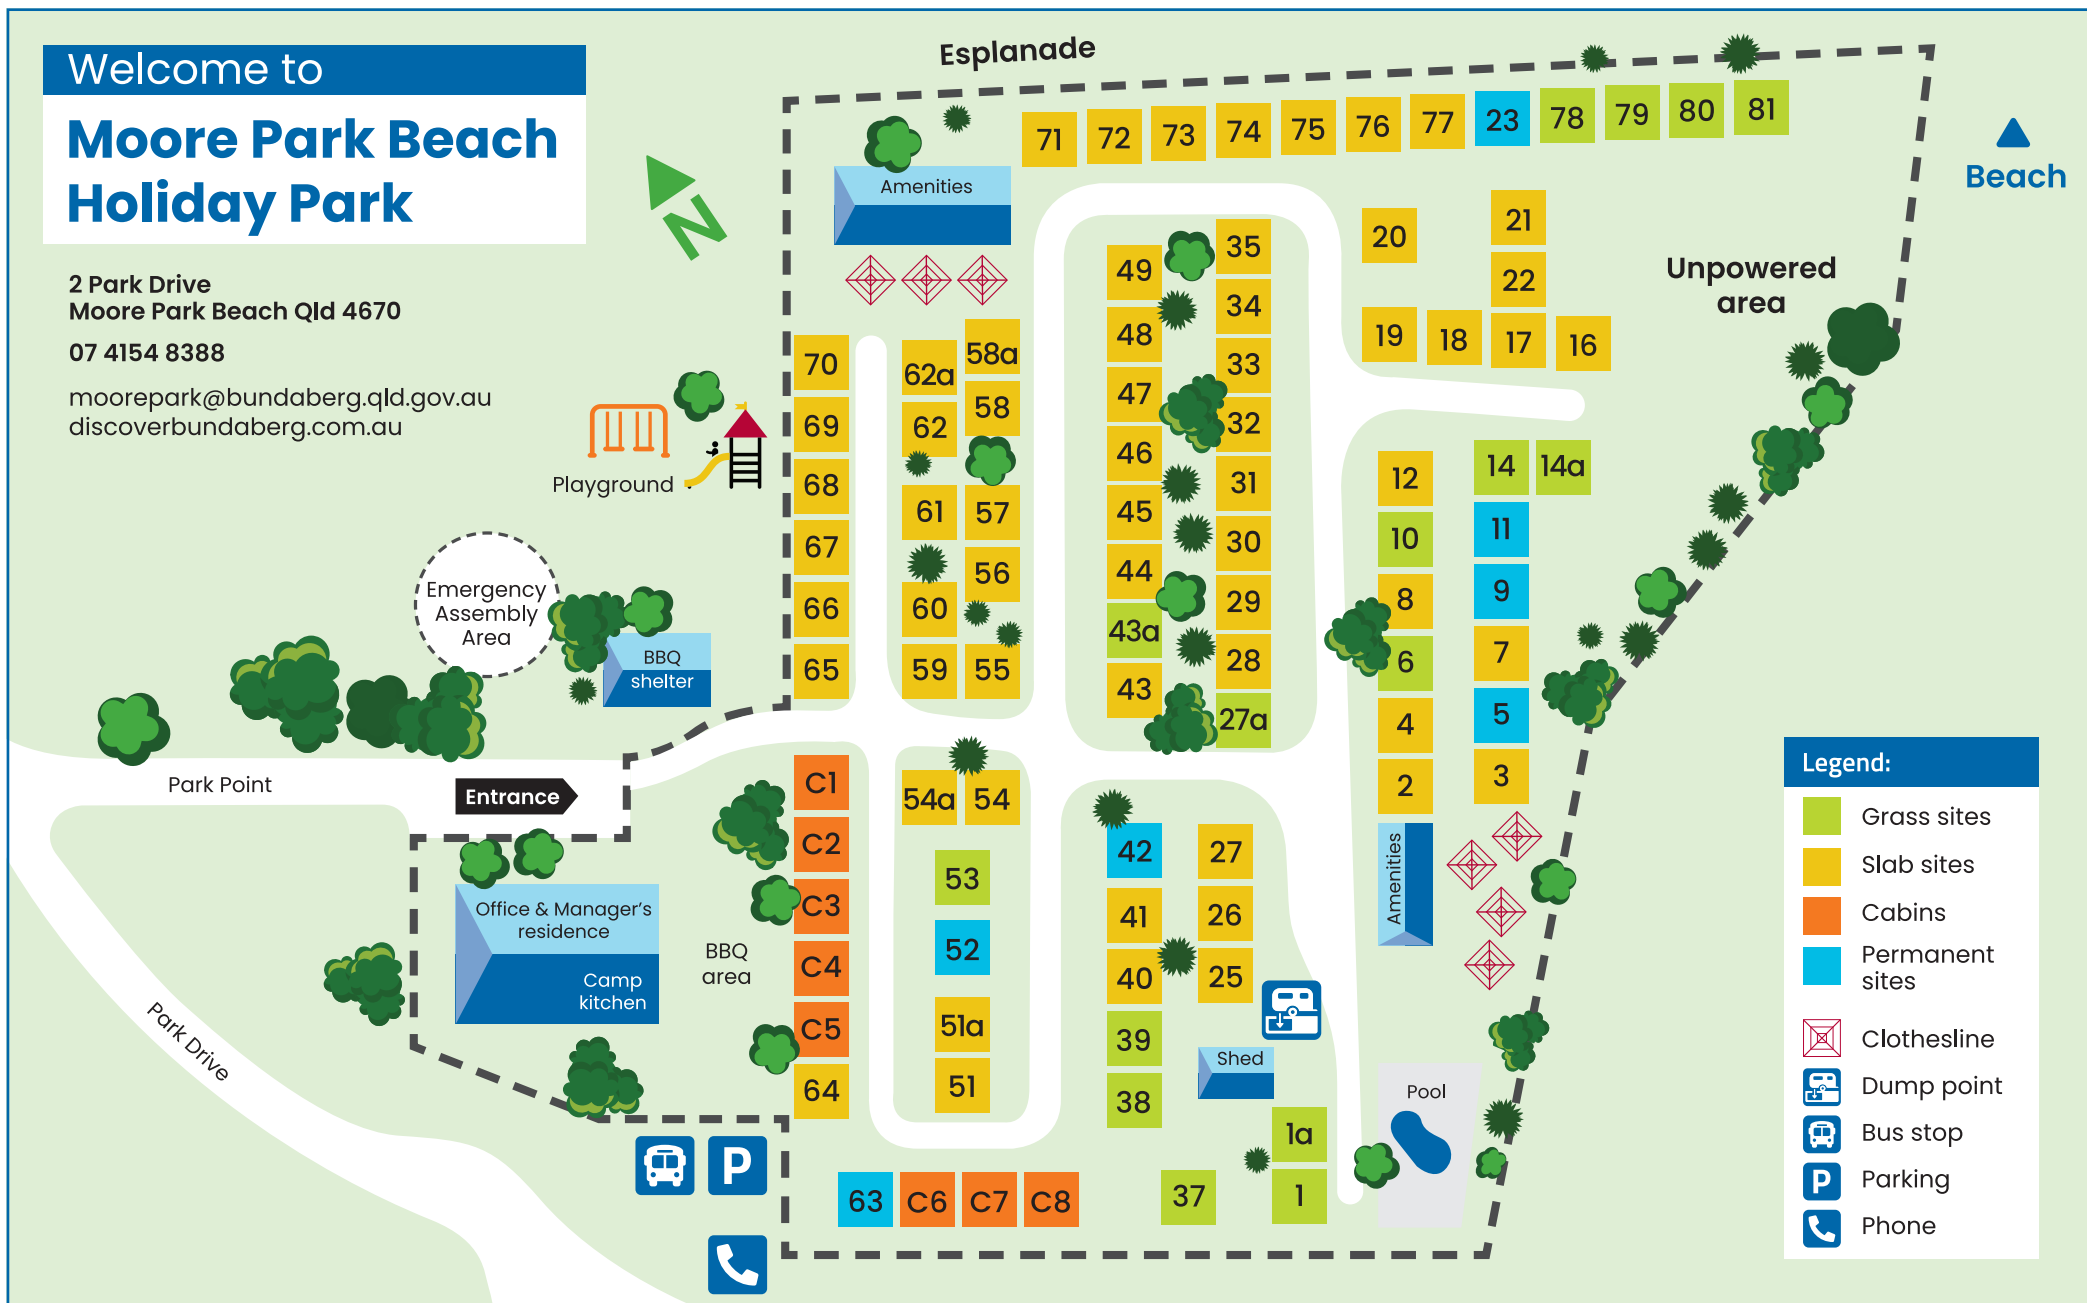 Welcome to
Moore Park Beach
Holiday Park
2 Park Drive
Moore Park Beach Qld 4670
07 4154 8388
moorepark@bundaberg.qld.gov.au
discoverbundaberg.com.au
N
Esplanade
Beach
Unpowered
area
Amenities
71 72 73 74 75 76 77 23 78 79 80 81
20 21
22
19 18 17 16
49 35
48 34
47 33
46 32
45 31
44 30
43a 29
43 28
27a
70 62a 58a
69 62 58
68 61 57
67 56
66 60
65 59 55
12 14 14a
10 11
8 9
6 7
4 5
2 3
Playground
Emergency
Assembly
Area
BBQ
shelter
Park Point
Entrance
Office & Manager's
residence
Camp
kitchen
BBQ
area
Park Drive
C1
C2
C3
C4
C5
64
54a 54
53
52
51a
51
42 27
41 26
40 25
39
38
Amenities
Shed
Pool
1a
1
37
63 C6 C7 C8
P
Legend:
Grass sites
Slab sites
Cabins
Permanent
sites
Clothesline
Dump point
Bus stop
P Parking
Phone